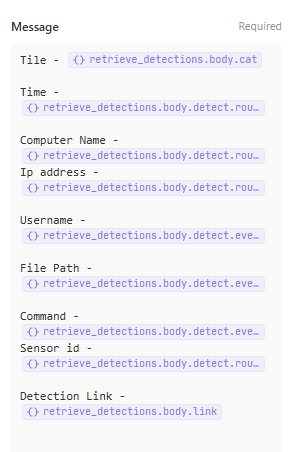 Message Required
Tile - {} retrieve_detections.body.cat
Time -
{} retrieve_detections.body.detect.rou…
Computer Name -
{} retrieve_detections.body.detect.rou…
Ip address -
{} retrieve_detections.body.detect.rou…
Username -
{} retrieve_detections.body.detect.eve…
File Path -
{} retrieve_detections.body.detect.eve…
Command -
{} retrieve_detections.body.detect.eve…
Sensor id -
{} retrieve_detections.body.detect.rou…
Detection Link -
{} retrieve_detections.body.link